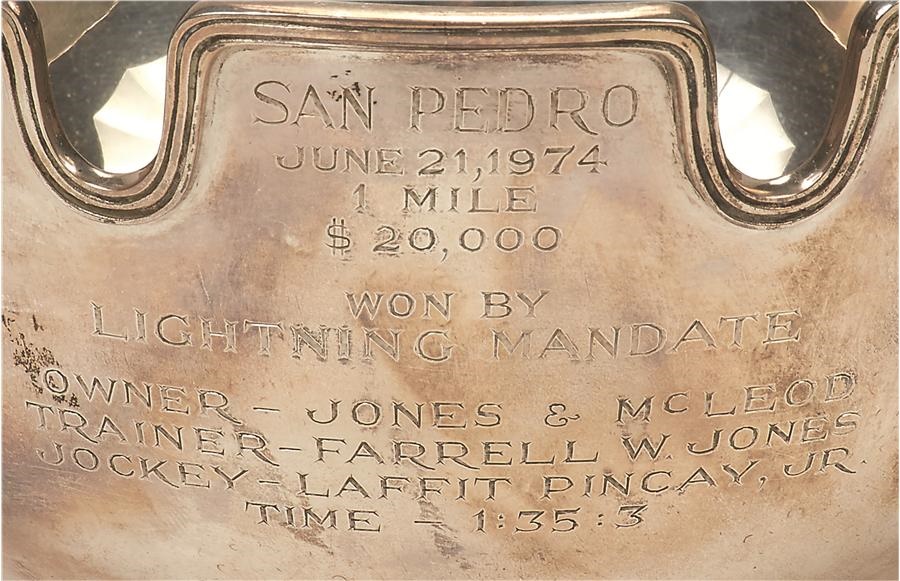 SAN PEDRO
JUNE 21, 1974
1 MILE
$ 20,000
WON BY
LIGHTNING MANDATE
OWNER - JONES & McLEOD
TRAINER - FARRELL W. JONES
JOCKEY - LAFFIT PINCAY, JR.
TIME - 1:35:3